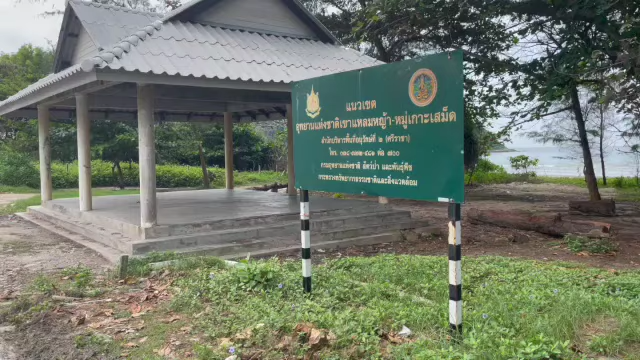 แนวเขต
อุทยานแห่งชาติเขาแหลมหญ้า-หมู่เกาะเสม็ด
สำนักบริหารพื้นที่อนุรักษ์ที่ ๒ (ศรีราชา)
โทร.
กรมอุทยานแห่งชาติ สัตว์ป่า และพันธุ์พืช
กระทรวงทรัพยากรธรรมชาติและสิ่งแวดล้อม